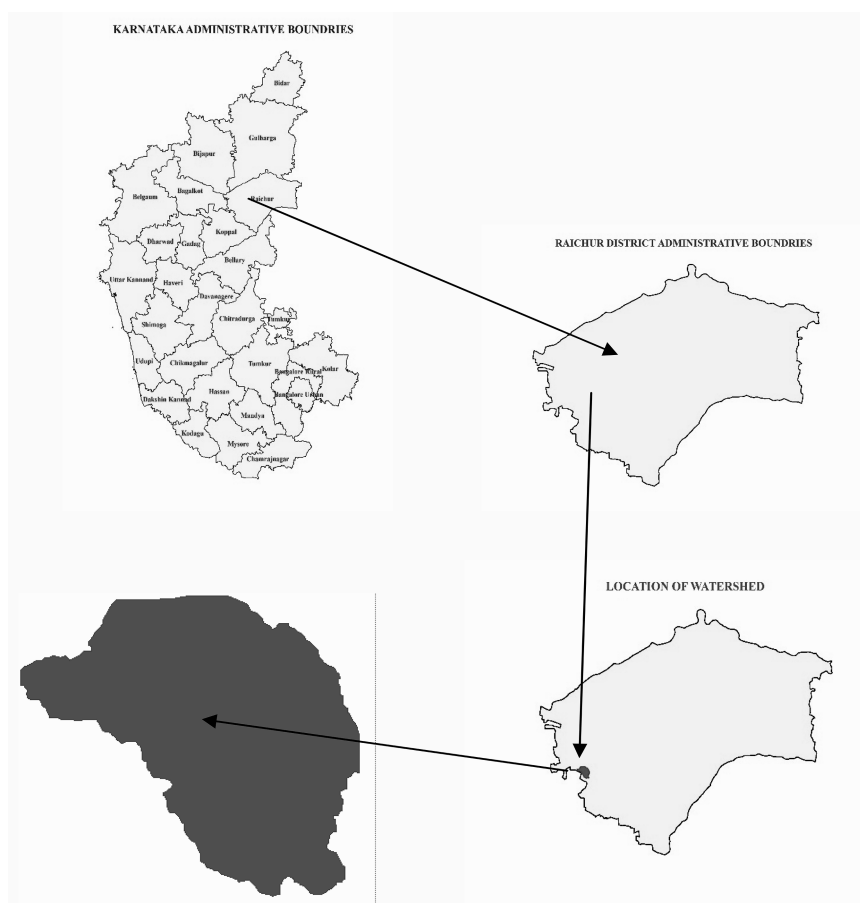 KARNATAKA ADMINISTRATIVE BOUNDRIES
Bidar
Gulbarga
Bijapur
Bagalkot
Belgaum
Raichur
Koppal
Dharwad
Gadag
Bellary
Uttar Kannand
Haveri
Davanagere
Chitradurga
Tumkur
Shimaga
Udupi
Chikmagalur
Tumkur
Bangalore Rural
Kolar
Hassan
Bangalore Urban
Dakshin Kannad
Mandya
Kodagu
Mysore
Chamrajnagar
RAICHUR DISTRICT ADMINISTRATIVE BOUNDRIES
LOCATION OF WATERSHED